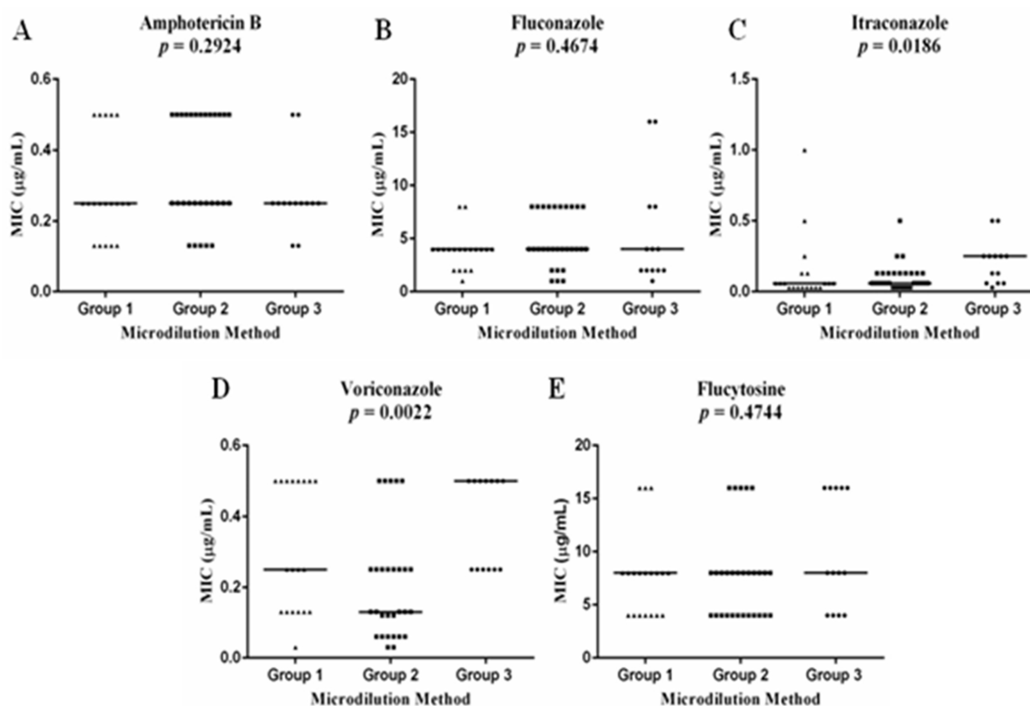 A
Amphotericin B
p = 0.2924
0.6
0.4
0.2
0.0
MIC (µg/mL)
Group 1 Group 2 Group 3
Microdilution Method
B
Fluconazole
p = 0.4674
20
15
10
5
0
MIC (µg/mL)
Group 1 Group 2 Group 3
Microdilution Method
C
Itraconazole
p = 0.0186
1.5
1.0
0.5
0.0
MIC (µg/mL)
Group 1 Group 2 Group 3
Microdilution Method
D
Voriconazole
p = 0.0022
0.6
0.4
0.2
0.0
MIC (µg/mL)
Group 1 Group 2 Group 3
Microdilution Method
E
Flucytosine
p = 0.4744
20
15
10
5
0
MIC (µg/mL)
Group 1 Group 2 Group 3
Microdilution Method